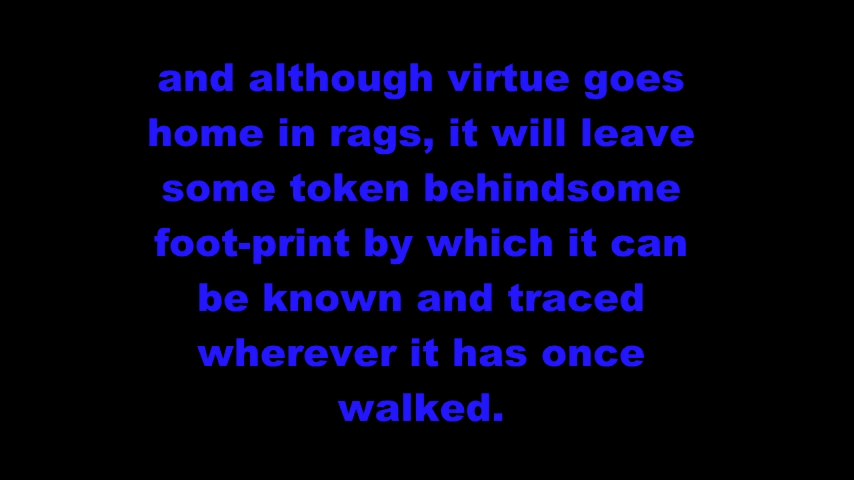 and although virtue goes
home in rags, it will leave
some token behindsome
foot-print by which it can
be known and traced
wherever it has once
walked.